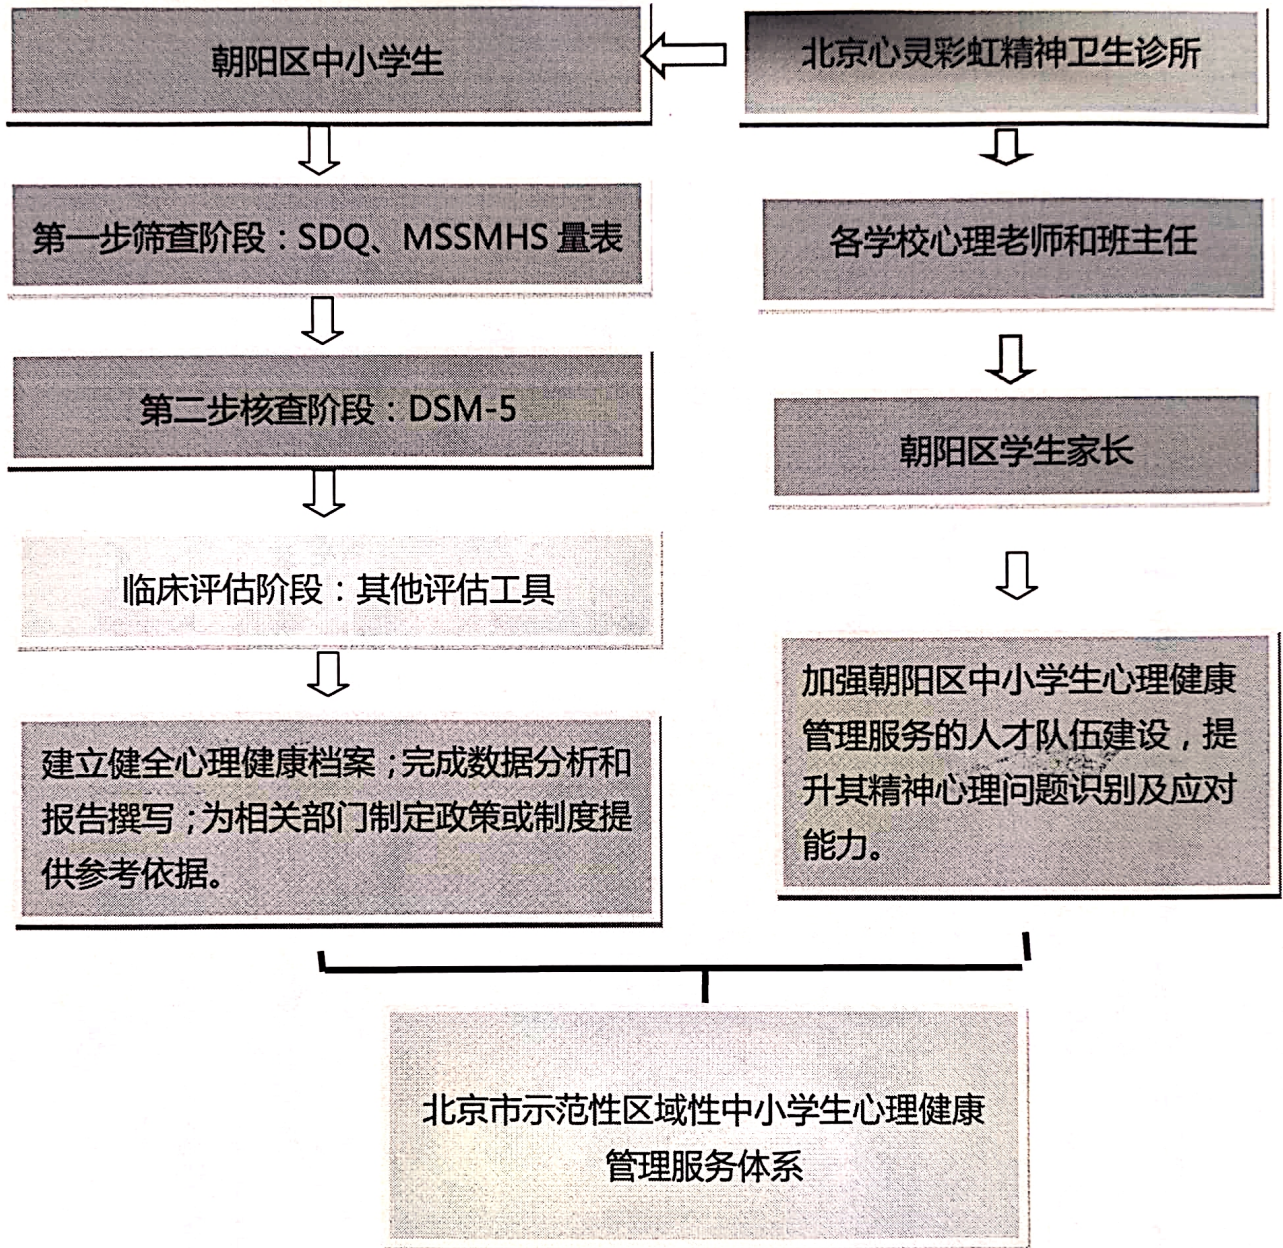 朝阳区中小学生
北京心灵彩虹精神卫生诊所
第一步筛查阶段：SDQ、MSSMHS 量表
各学校心理老师和班主任
第二步核查阶段：DSM-5
朝阳区学生家长
临床评估阶段：其他评估工具
建立健全心理健康档案；完成数据分析和
报告撰写；为相关部门制定政策或制度提
供参考依据。
加强朝阳区中小学生心理健康
管理服务的人才队伍建设，提
升其精神心理问题识别及应对
能力。
北京市示范性区域性中小学生心理健康
管理服务体系